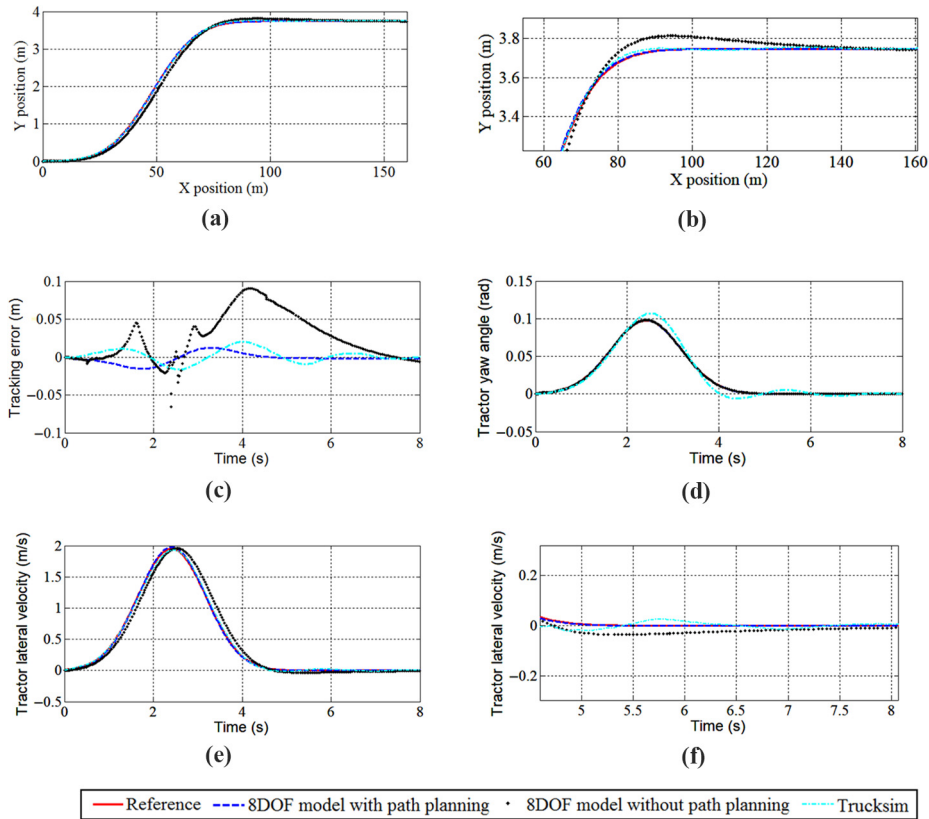 4
3
2
1
0
Y position (m)
0
50
100
150
X position (m)
(a)
3.8
3.6
3.4
Y position (m)
60
80
100
120
140
160
X position (m)
(b)
0.1
0.05
0
−0.05
−0.1
Tracking error (m)
0
2
4
6
8
Time (s)
(c)
0.15
0.1
0.05
0
−0.05
Tractor yaw angle (rad)
0
2
4
6
8
Time (s)
(d)
2
1.5
1
0.5
0
−0.5
Tractor lateral velocity (m/s)
0
2
4
6
8
Time (s)
(e)
0.2
0
−0.2
Tractor lateral velocity (m/s)
5
5.5
6
6.5
7
7.5
8
Time (s)
(f)
Reference
8DOF model with path planning
8DOF model without path planning
Trucksim